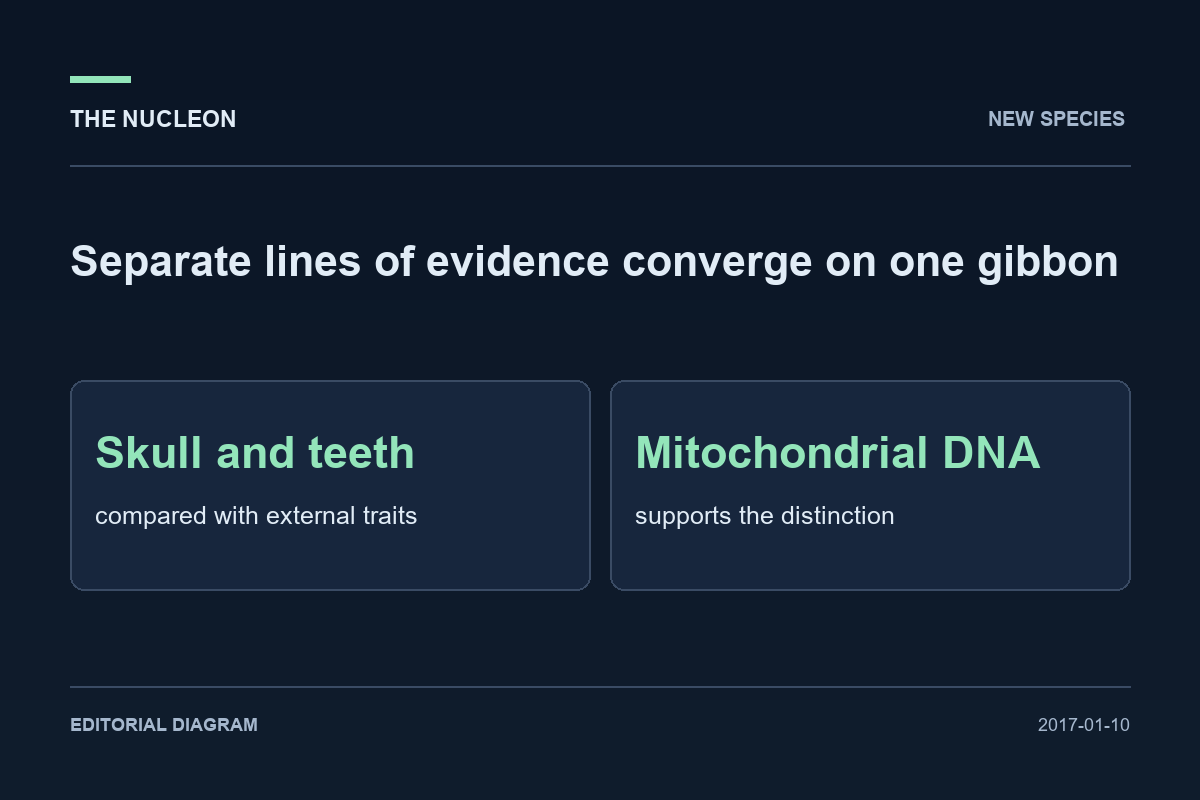 THE NUCLEON
NEW SPECIES
Separate lines of evidence converge on one gibbon
Skull and teeth
compared with external traits
Mitochondrial DNA
supports the distinction
EDITORIAL DIAGRAM
2017-01-10